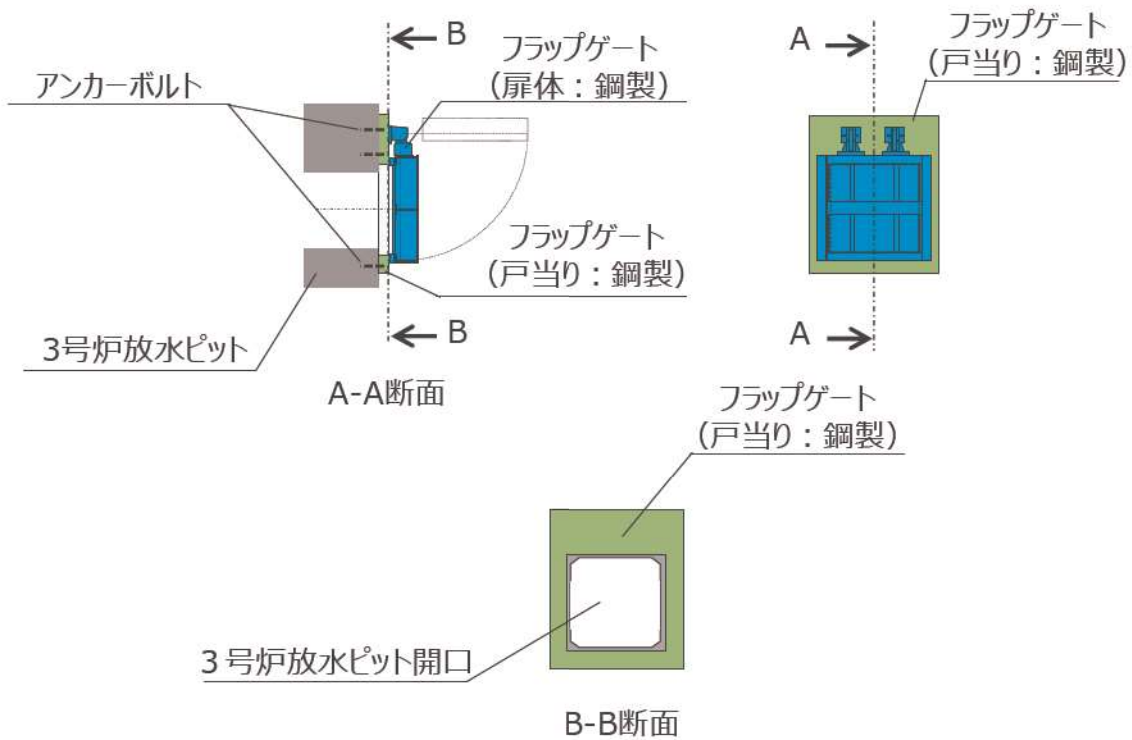 B
フラップゲート
(扉体：鋼製)
アンカーボルト
フラップゲート
(戸当り：鋼製)
B
3号炉放水ピット
A-A断面
A
フラップゲート
(戸当り：鋼製)
A
フラップゲート
(戸当り：鋼製)
３号炉放水ピット開口
B-B断面